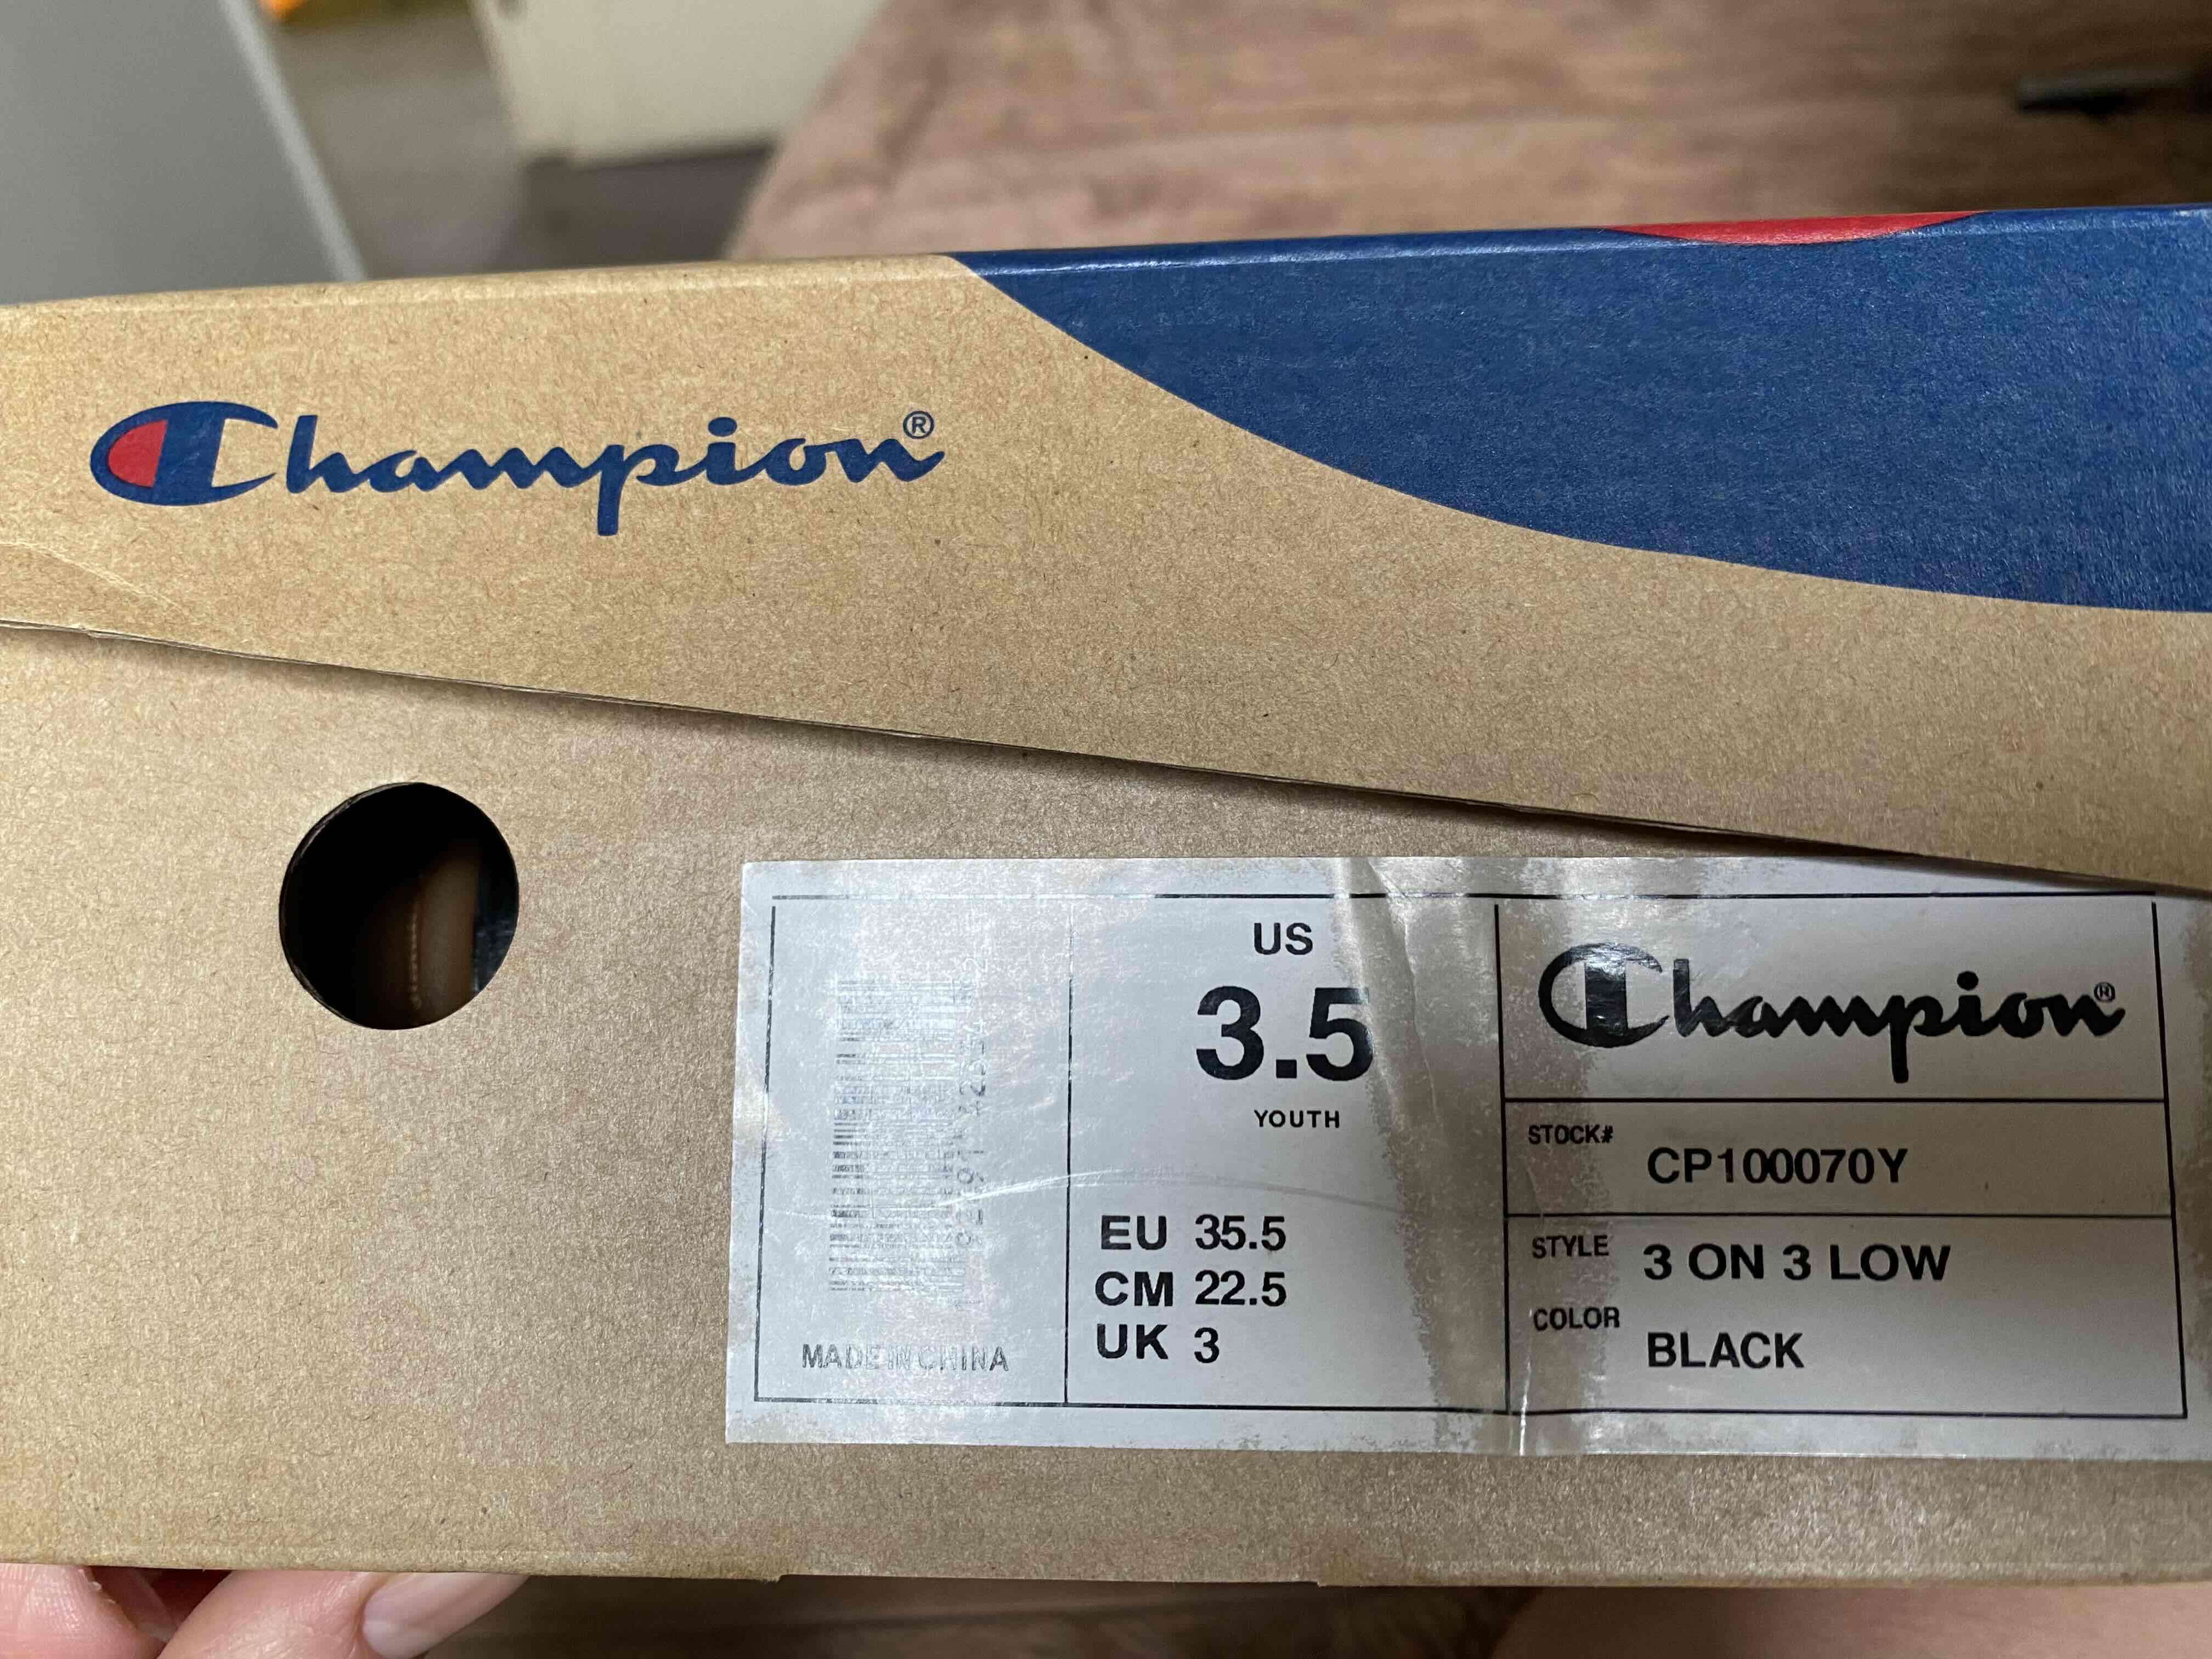 Champion®
US
3.5
YOUTH
EU 35.5
CM 22.5
UK 3
MADE IN CHINA
Champion®
STOCK# CP100070Y
STYLE 3 ON 3 LOW
COLOR BLACK